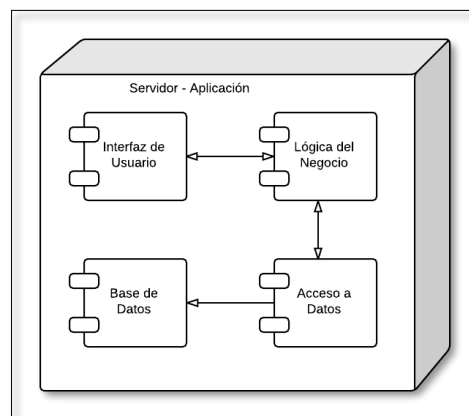 Servidor - Aplicación
Interfaz de
Usuario
Lógica del
Negocio
Base de
Datos
Acceso a
Datos